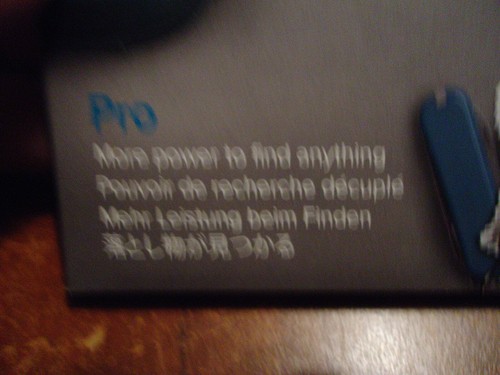 Pro
More power to find anything
Pouvoir de recherche décuplé
Mehr Leistung beim Finden
落とし物が見つかる